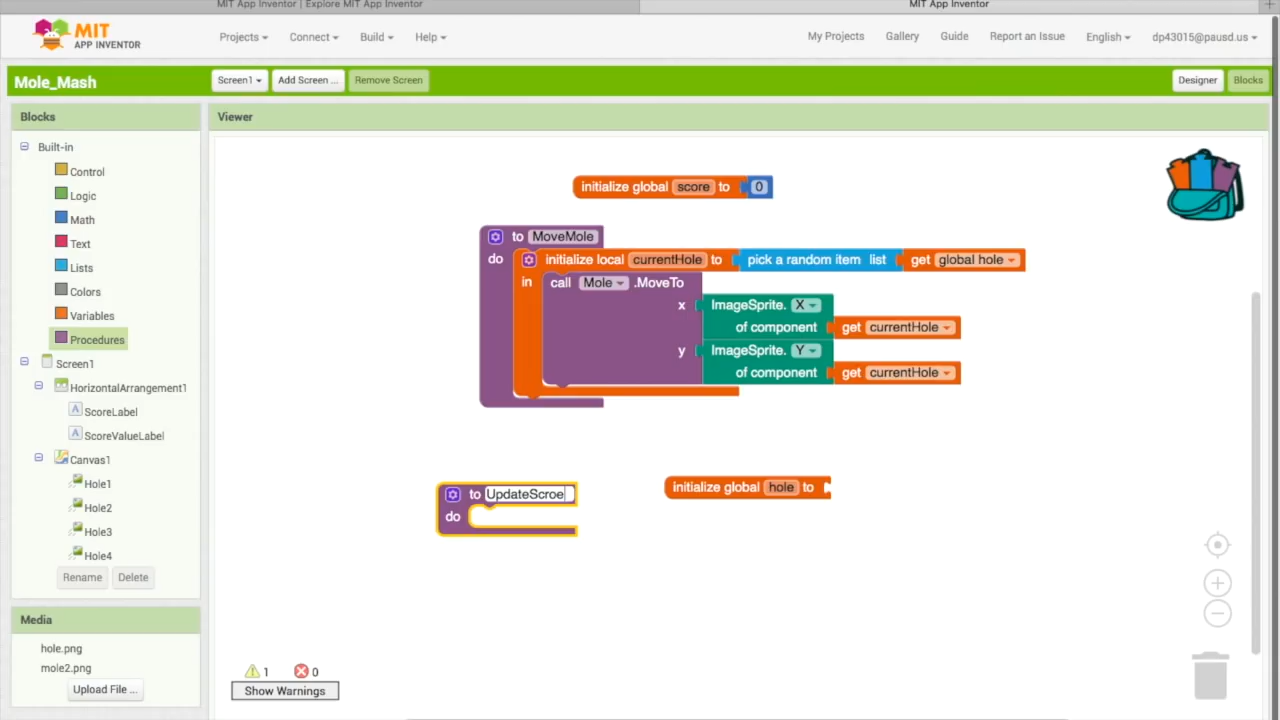 MIT App Inventor | Explore MIT App Inventor
MIT App Inventor
MIT
APP INVENTOR
Projects
Connect
Build
Help
My Projects
Gallery
Guide
Report an Issue
English
dp43015@pausd.us
Mole_Mash
Screen1
Add Screen ...
Remove Screen
Designer
Blocks
Blocks
Viewer
Built-in
Control
Logic
Math
Text
Lists
Colors
Variables
Procedures
Screen1
HorizontalArrangement1
A ScoreLabel
A ScoreValueLabel
Canvas1
Hole1
Hole2
Hole3
Hole4
Rename
Delete
Media
hole.png
mole2.png
Upload File ...
initialize global score to 0
to MoveMole
do initialize local currentHole to pick a random item list get global hole
in call Mole .MoveTo
x ImageSprite. X
of component get currentHole
y ImageSprite. Y
of component get currentHole
to UpdateScroe
do
initialize global hole to
1
0
Show Warnings